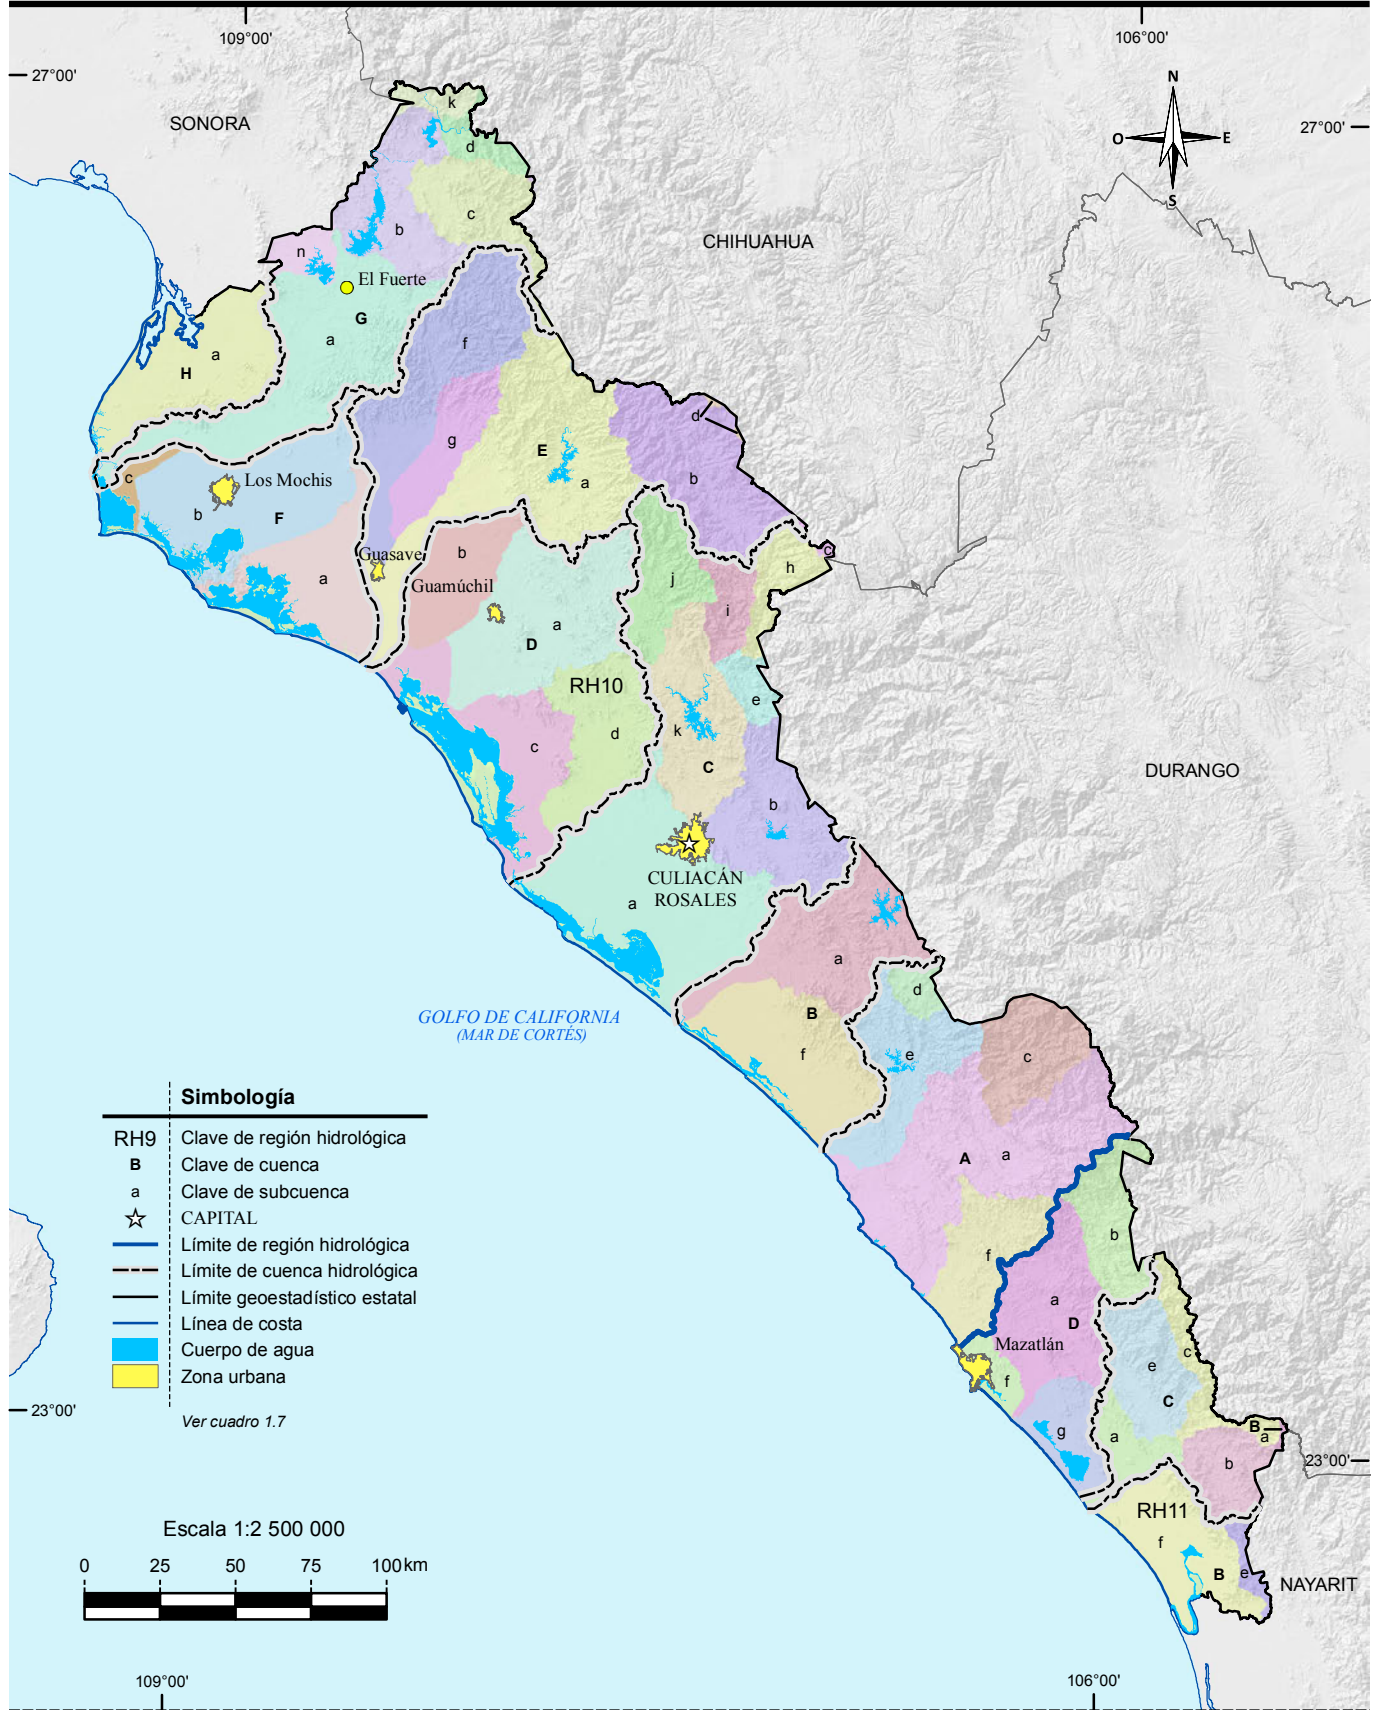 109°00'
106°00'
27°00'
27°00'
N
O
E
S
SONORA
CHIHUAHUA
DURANGO
NAYARIT
k
d
c
b
n
El Fuerte
G
a
a
H
f
g
E
a
d
b
c
Los Mochis
c
b
F
a
Guasave
b
Guamúchil
a
D
RH10
d
c
j
i
h
e
k
C
b
CULIACÁN
ROSALES
a
a
B
f
d
e
c
A
a
f
b
a
D
Mazatlán
f
g
e
c
C
a
B
a
b
RH11
f
B
e
GOLFO DE CALIFORNIA
(MAR DE CORTÉS)
Simbología
RH9 Clave de región hidrológica
B Clave de cuenca
a Clave de subcuenca
CAPITAL
Límite de región hidrológica
Límite de cuenca hidrológica
Límite geoestadístico estatal
Línea de costa
Cuerpo de agua
Zona urbana
Ver cuadro 1.7
23°00'
23°00'
Escala 1:2 500 000
0 25 50 75 100 km
109°00'
106°00'